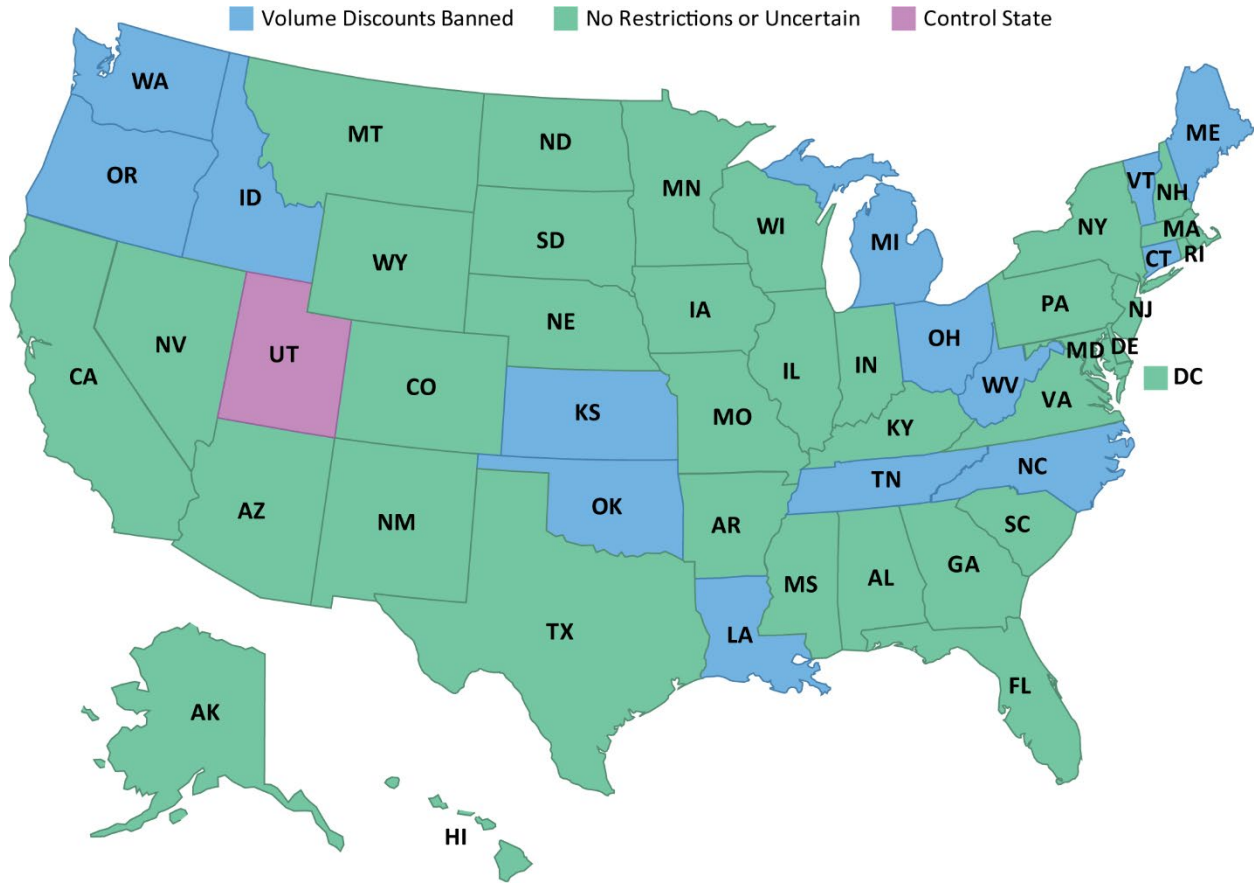 Volume Discounts Banned
No Restrictions or Uncertain
Control State
WA
MT
ND
MN
ME
OR
ID
VT
NH
WY
SD
WI
MI
NY
MA
CT
RI
NV
UT
CO
NE
IA
IL
IN
OH
PA
NJ
MD
DE
DC
CA
KS
MO
KY
WV
VA
AZ
NM
OK
AR
TN
NC
SC
TX
LA
MS
AL
GA
FL
AK
HI